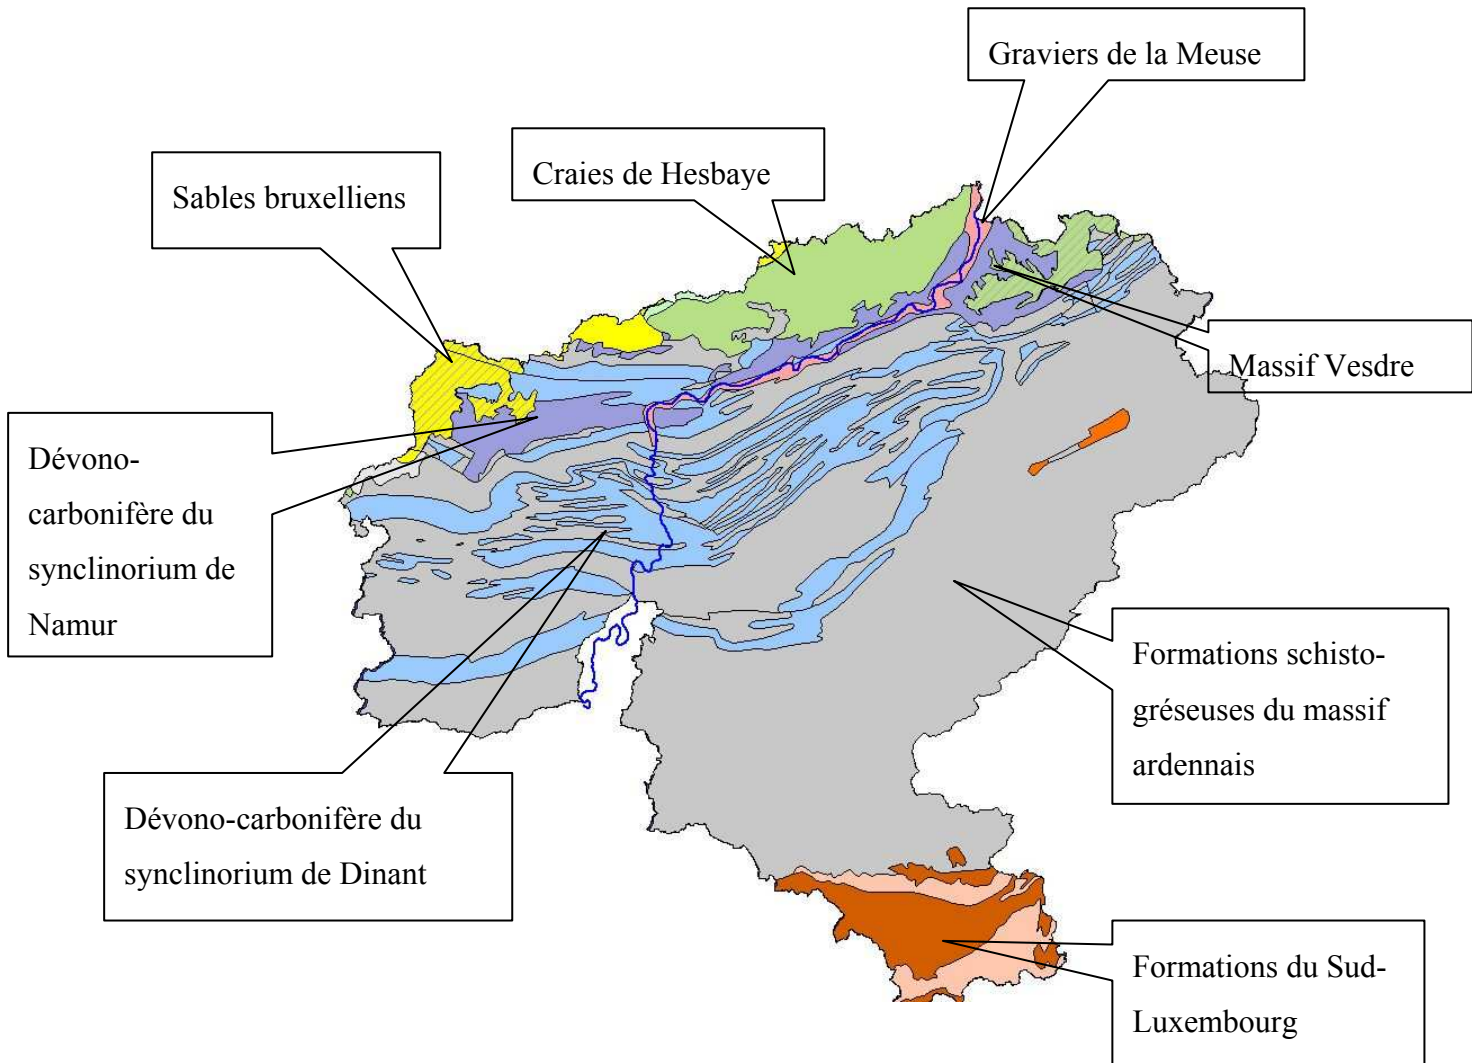 Graviers de la Meuse
Craies de Hesbaye
Sables bruxelliens
Massif Vesdre
Dévono-
carbonifère du
synclinorium de
Namur
Formations schisto-
gréseuses du massif
ardennais
Dévono-carbonifère du
synclinorium de Dinant
Formations du Sud-
Luxembourg